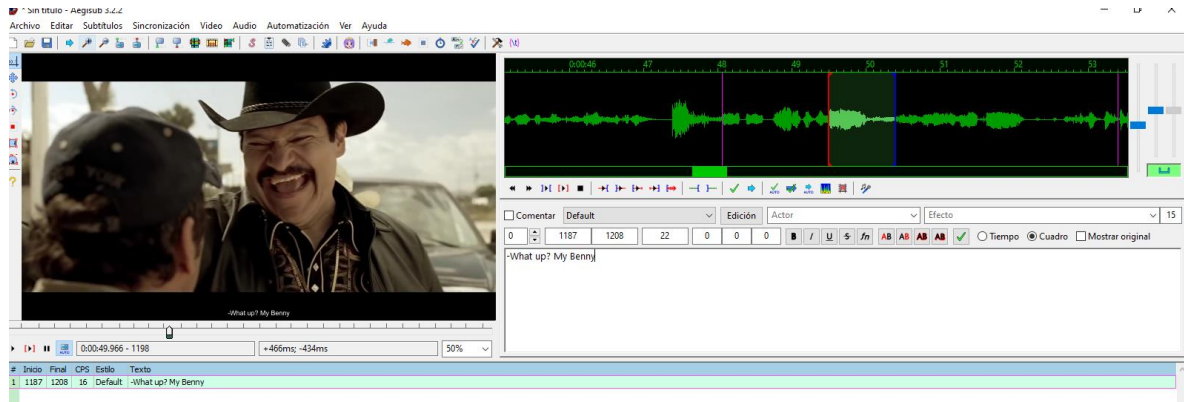 * Sin título - Aegisub 3.2.2
Archivo Editar Subtítulos Sincronización Video Audio Automatización Ver Ayuda
0:00:46 47 48 49 50 51 52 53
Comentar Default Edición Actor Efecto 15
0 1187 1208 22 0 0 0 B I U S fn AB AB AB AB Tiempo Cuadro Mostrar original
-What up? My Benny
-What up? My Benny
0:00:49.966 - 1198 +466ms; -434ms 50%
# Inicio Final CPS Estilo Texto
1 1187 1208 16 Default -What up? My Benny